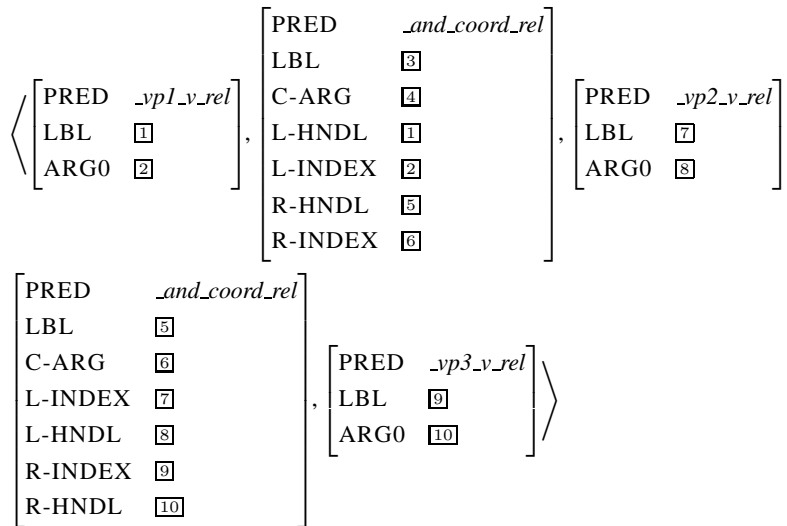 ⟨[PRED _vp1_v_rel
LBL 1
ARG0 2],
[PRED _and_coord_rel
LBL 3
C-ARG 4
L-HNDL 1
L-INDEX 2
R-HNDL 5
R-INDEX 6],
[PRED _vp2_v_rel
LBL 7
ARG0 8]
[PRED _and_coord_rel
LBL 5
C-ARG 6
L-INDEX 7
L-HNDL 8
R-INDEX 9
R-HNDL 10],
[PRED _vp3_v_rel
LBL 9
ARG0 10]⟩